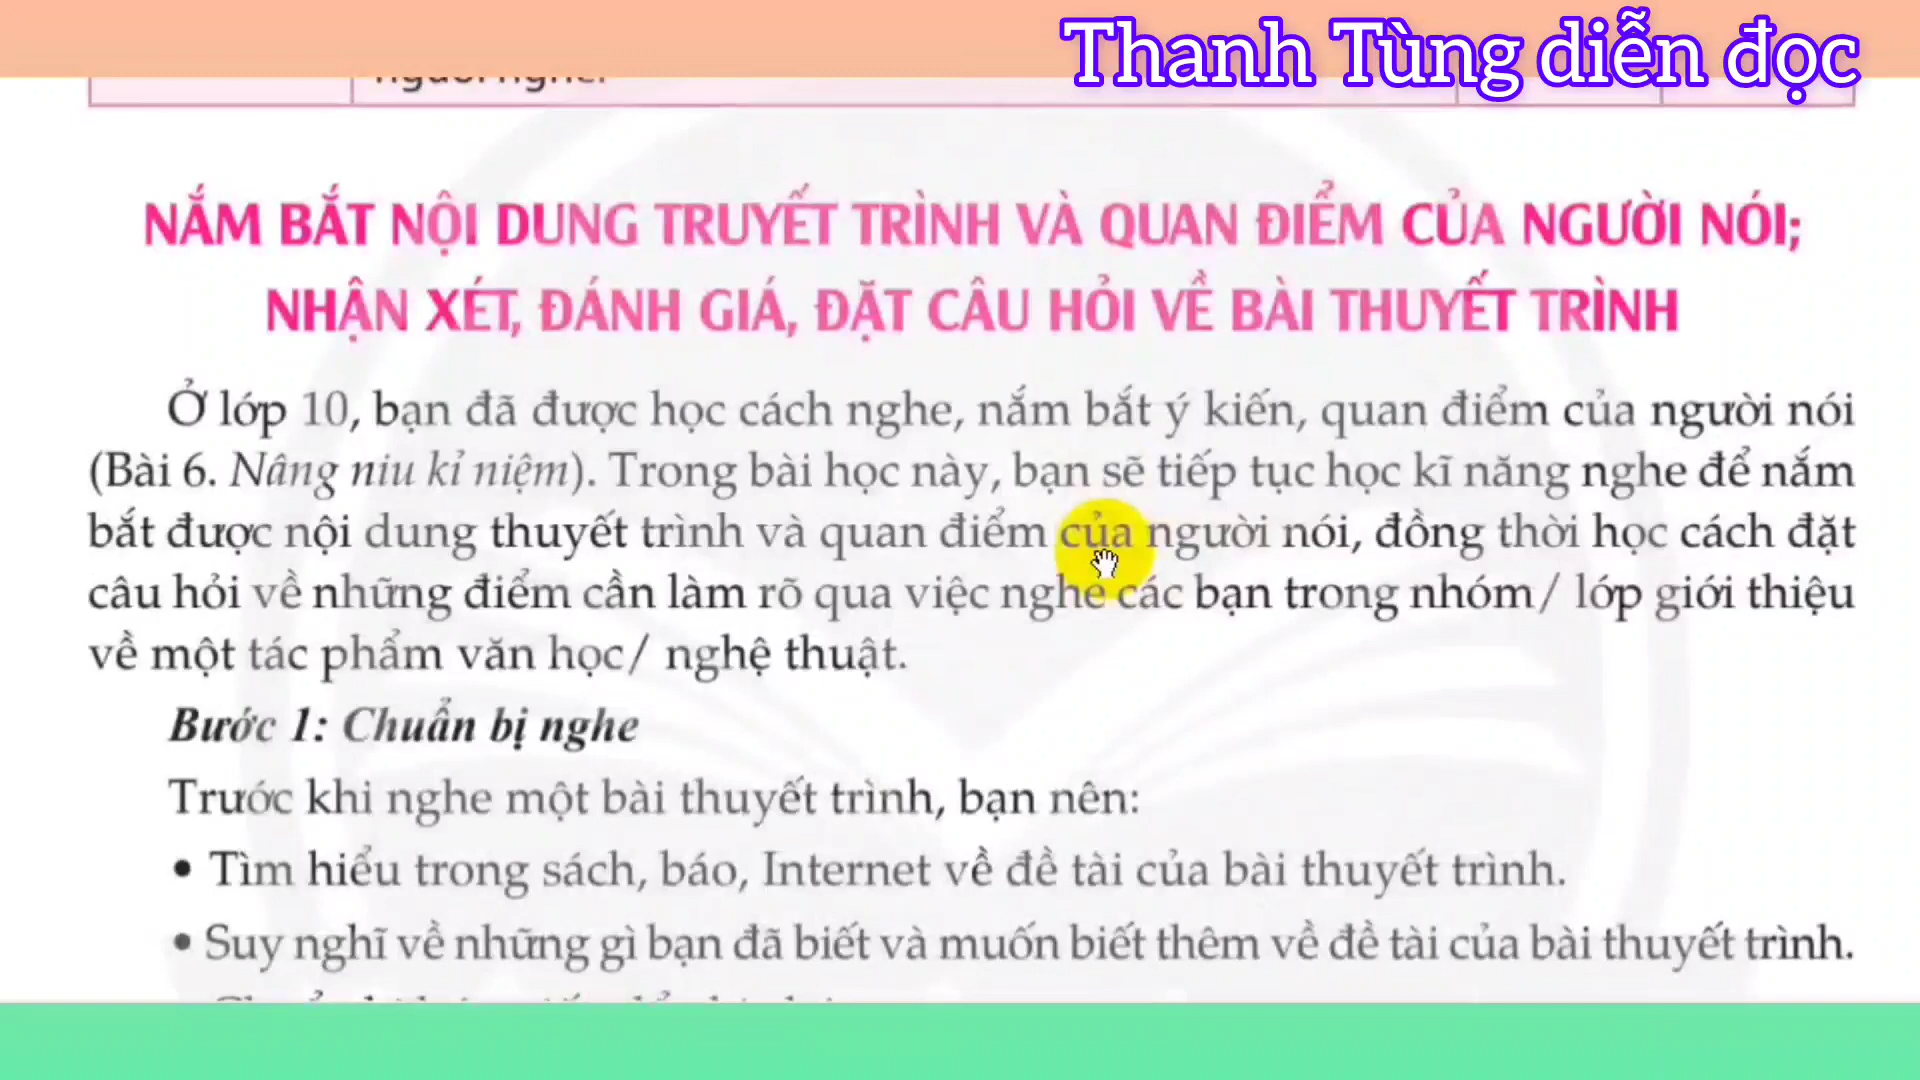 Thanh Tùng diễn đọc
người nghe.
NẮM BẮT NỘI DUNG TRUYẾT TRÌNH VÀ QUAN ĐIỂM CỦA NGƯỜI NÓI;
NHẬN XÉT, ĐÁNH GIÁ, ĐẶT CÂU HỎI VỀ BÀI THUYẾT TRÌNH
Ở lớp 10, bạn đã được học cách nghe, nắm bắt ý kiến, quan điểm của người nói
(Bài 6. Nâng niu kỉ niệm). Trong bài học này, bạn sẽ tiếp tục học kĩ năng nghe để nắm
bắt được nội dung thuyết trình và quan điểm của người nói, đồng thời học cách đặt
câu hỏi về những điểm cần làm rõ qua việc nghe các bạn trong nhóm/ lớp giới thiệu
về một tác phẩm văn học/ nghệ thuật.
Bước 1: Chuẩn bị nghe
Trước khi nghe một bài thuyết trình, bạn nên:
• Tìm hiểu trong sách, báo, Internet về đề tài của bài thuyết trình.
• Suy nghĩ về những gì bạn đã biết và muốn biết thêm về đề tài của bài thuyết trình.